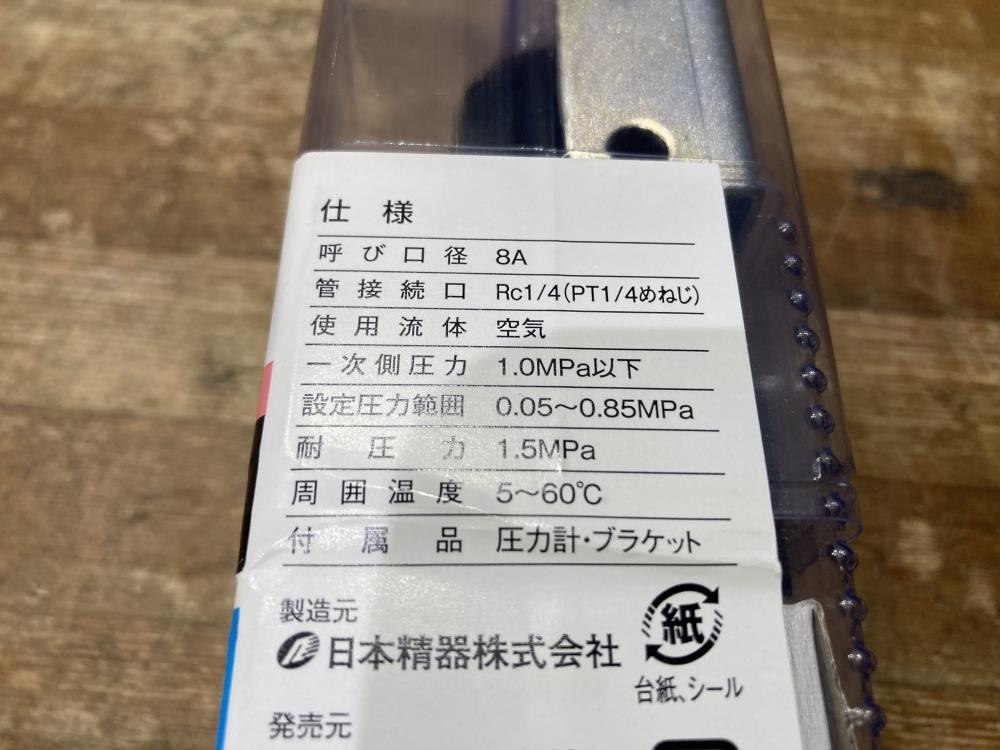 仕様
呼び口径 8A
管接続口 Rc1/4(PT1/4めねじ)
使用流体 空気
一次側圧力 1.0MPa以下
設定圧力範囲 0.05〜0.85MPa
耐圧力 1.5MPa
周囲温度 5〜60℃
付属品 圧力計・ブラケット
製造元
日本精器株式会社
紙
台紙、シール
発売元